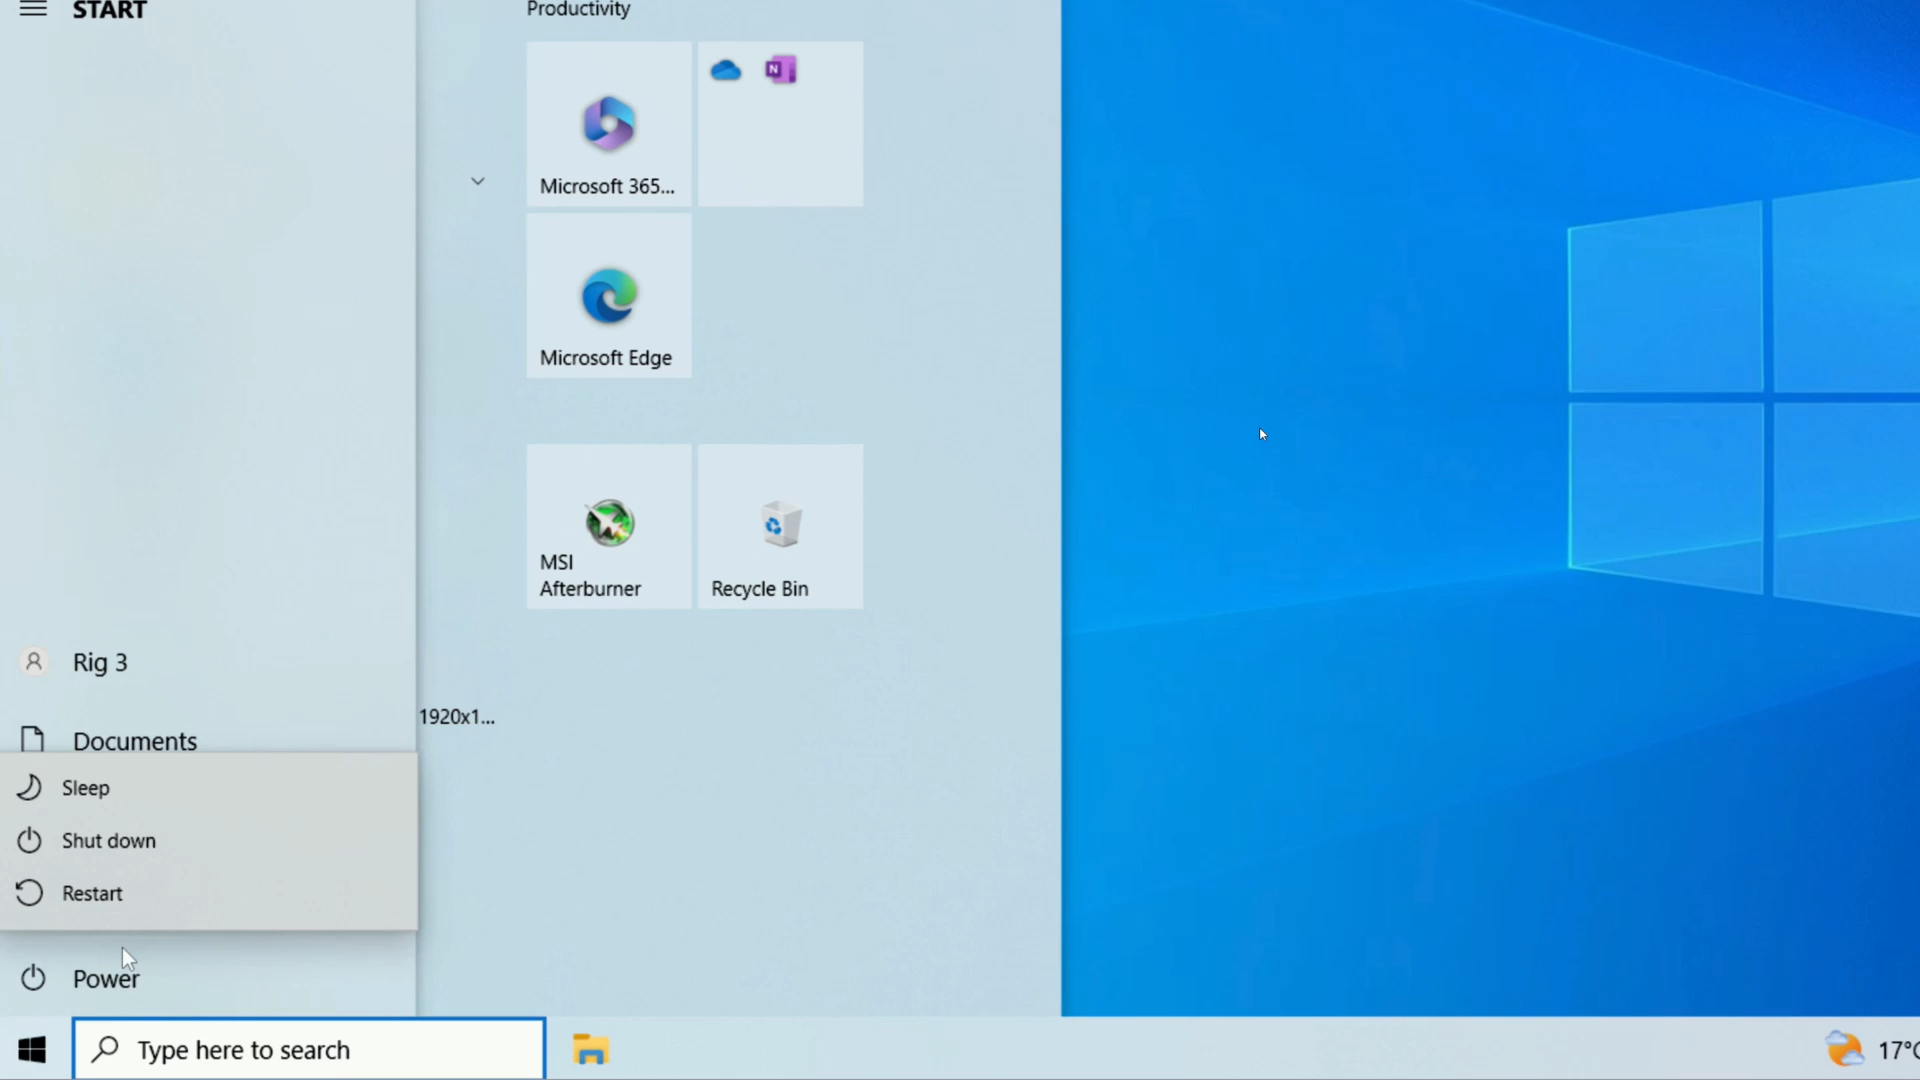 START
Productivity
N
Microsoft 365...
Microsoft Edge
MSI
Afterburner
Recycle Bin
Rig 3
1920x1...
Documents
Sleep
Shut down
Restart
Power
Type here to search
17°C